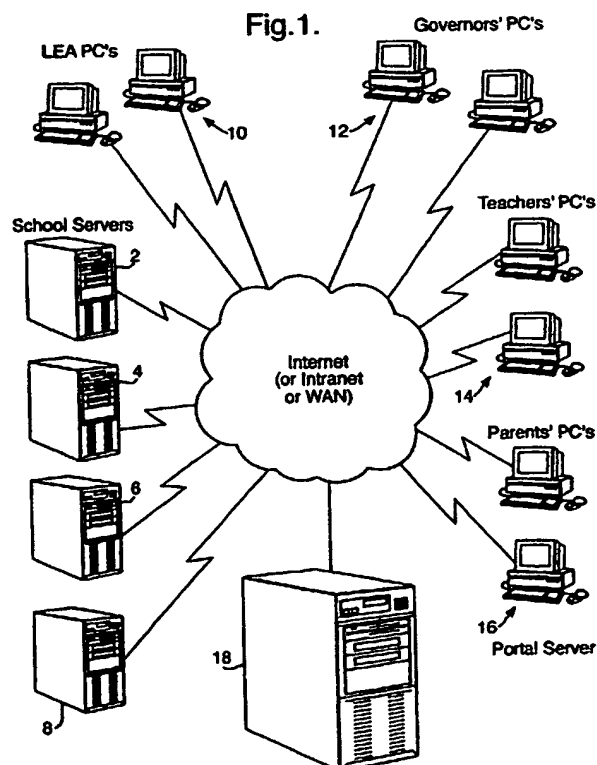 Fig.1.
LEA PC's
Governors' PC's
10
12
Teachers' PC's
School Servers
2
Internet
(or Intranet
or WAN)
4
14
Parents' PC's
6
16
Portal Server
18
8